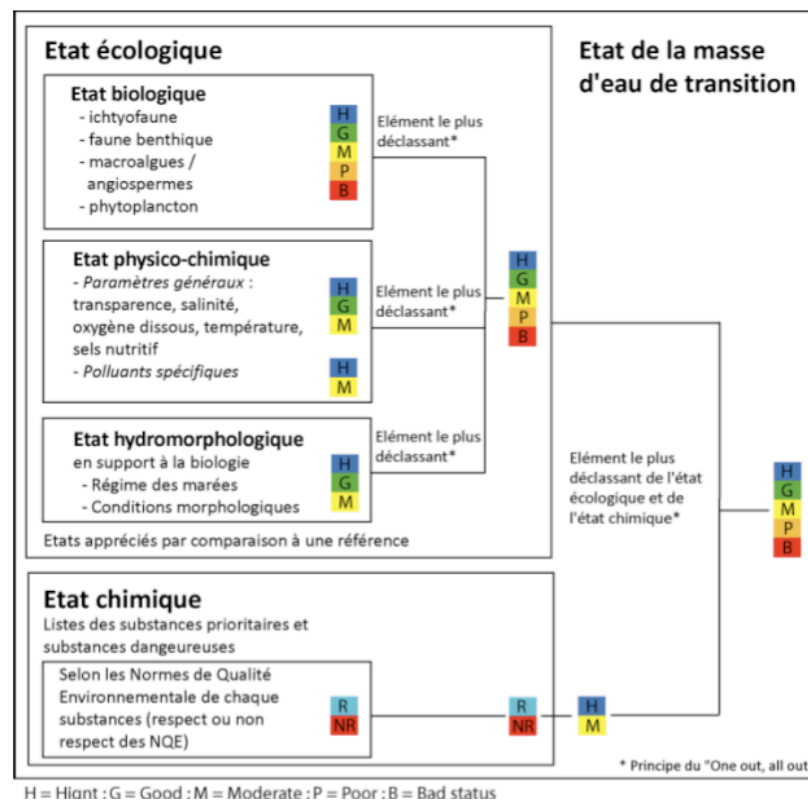 Etat écologique
Etat de la masse
d'eau de transition
Etat biologique
- ichtyofaune
- faune benthique
- macroalgues /
angiospermes
- phytoplancton
H
G
M
P
B
Elément le plus
déclassant*
Etat physico-chimique
- Paramètres généraux :
transparence, salinité,
oxygène dissous, température,
sels nutritif
- Polluants spécifiques
H
G
M
H
M
Elément le plus
déclassant*
H
G
M
P
B
Etat hydromorphologique
en support à la biologie
- Régime des marées
- Conditions morphologiques
H
G
M
Elément le plus
déclassant*
Etats appréciés par comparaison à une référence
Elément le plus
déclassant de l'état
écologique et de
l'état chimique*
H
G
M
P
B
Etat chimique
Listes des substances prioritaires et
substances dangeureuses
Selon les Normes de Qualité
Environnementale de chaque
substances (respect ou non
respect des NQE)
R
NR
R
NR
H
M
* Principe du "One out, all out
H = Hignt ; G = Good ; M = Moderate ; P = Poor ; B = Bad status